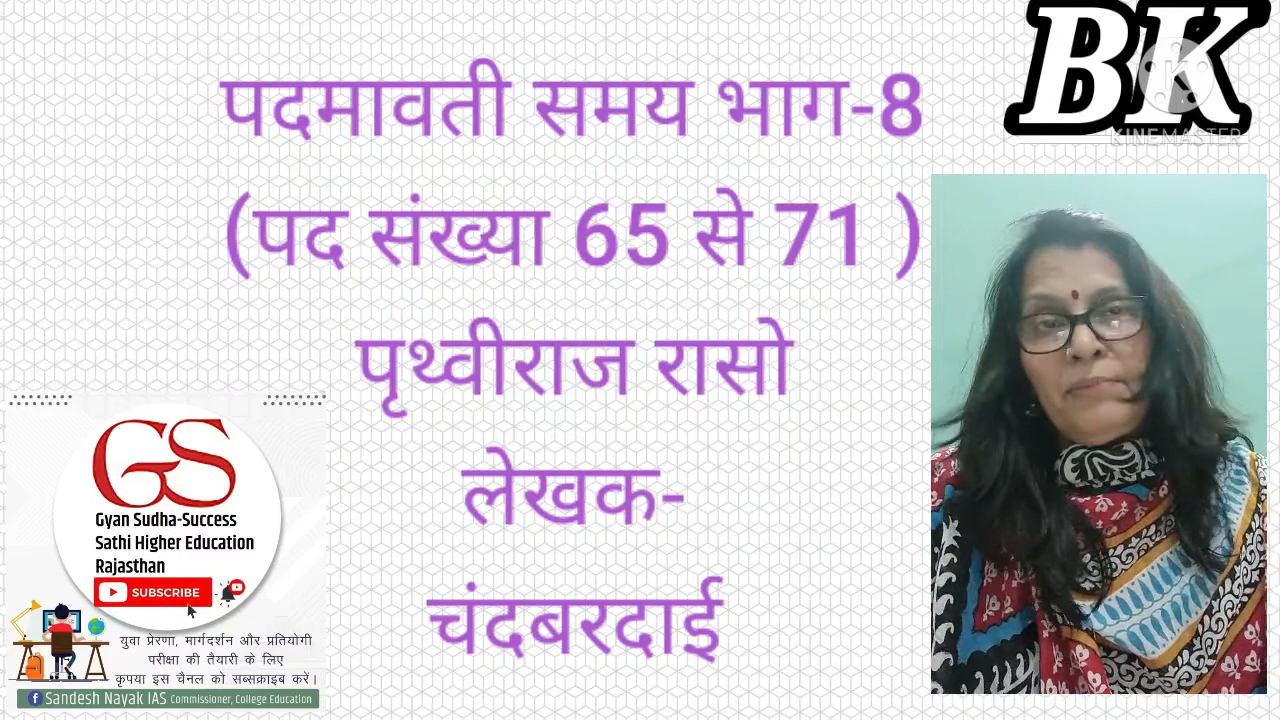 BK
KINEMASTER
पदमावती समय भाग-8
(पद संख्या 65 से 71 )
पृथ्वीराज रासो
लेखक-
चंदबरदाई
GS
Gyan Sudha-Success
Sathi Higher Education
Rajasthan
SUBSCRIBE
युवा प्रेरणा, मार्गदर्शन और प्रतियोगी
परीक्षा की तैयारी के लिए
कृपया इस चैनल को सब्सक्राइब करें।
f Sandesh Nayak IAS Commissioner, College Education